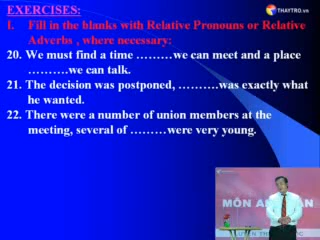 EXERCISES:
THAYTRO.vn
I. Fill in the blanks with Relative Pronouns or Relative
Adverbs , where necessary:
20. We must find a time ………we can meet and a place
……….we can talk.
21. The decision was postponed, ……….was exactly what
he wanted.
22. There were a number of union members at the
meeting, several of ………were very young.
MÔN